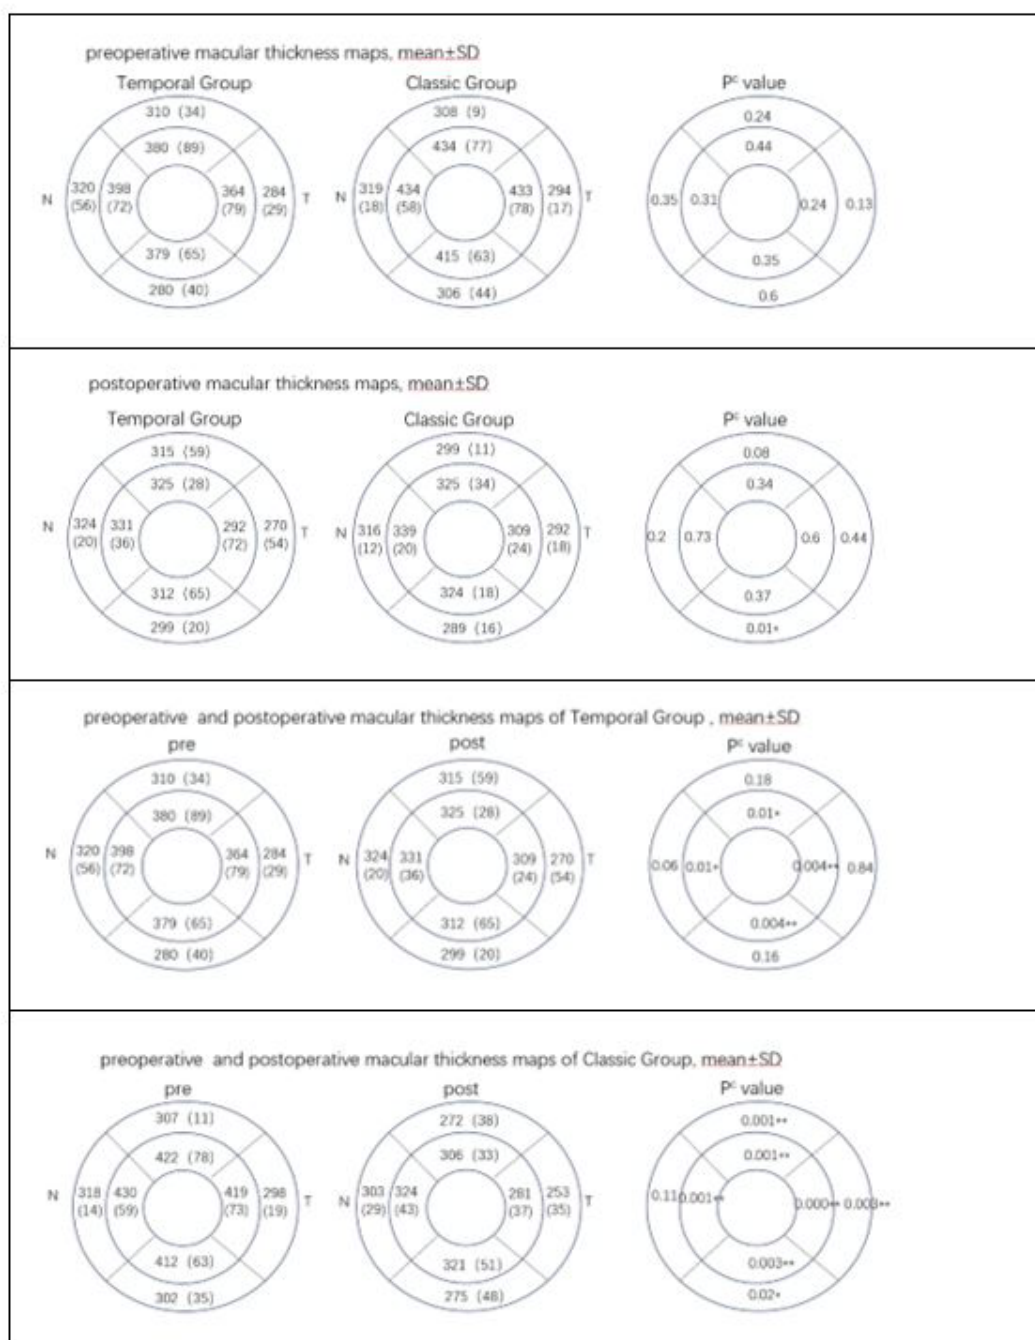 preoperative macular thickness maps, mean±SD
Temporal Group Classic Group Pᶜ value
310 (34) 308 (9) 0.24
380 (89) 434 (77) 0.44
N 320 398 364 284 T N 319 434 433 294 T 0.35 0.31 0.24 0.13
(56) (72) (79) (29) (18) (58) (78) (17)
379 (65) 415 (63) 0.35
280 (40) 306 (44) 0.6
postoperative macular thickness maps, mean±SD
Temporal Group Classic Group Pᶜ value
315 (59) 299 (11) 0.08
325 (28) 325 (34) 0.34
N 324 331 292 270 T N 316 339 309 292 T 0.2 0.73 0.6 0.44
(20) (36) (72) (54) (12) (20) (24) (18)
312 (65) 324 (18) 0.37
299 (20) 289 (16) 0.01*
preoperative and postoperative macular thickness maps of Temporal Group , mean±SD
pre post Pᶜ value
310 (34) 315 (59) 0.18
380 (89) 325 (28) 0.01*
N 320 398 364 284 T N 324 331 309 270 T 0.06 0.01* 0.004** 0.84
(56) (72) (79) (29) (20) (36) (24) (54)
379 (65) 312 (65) 0.004**
280 (40) 299 (20) 0.16
preoperative and postoperative macular thickness maps of Classic Group, mean±SD
pre post Pᶜ value
307 (11) 272 (38) 0.001**
422 (78) 306 (33) 0.001**
N 318 430 419 298 T N 303 324 281 253 T 0.11 0.001** 0.000** 0.003**
(14) (59) (73) (19) (29) (43) (37) (35)
412 (63) 321 (51) 0.003**
302 (35) 275 (48) 0.02*